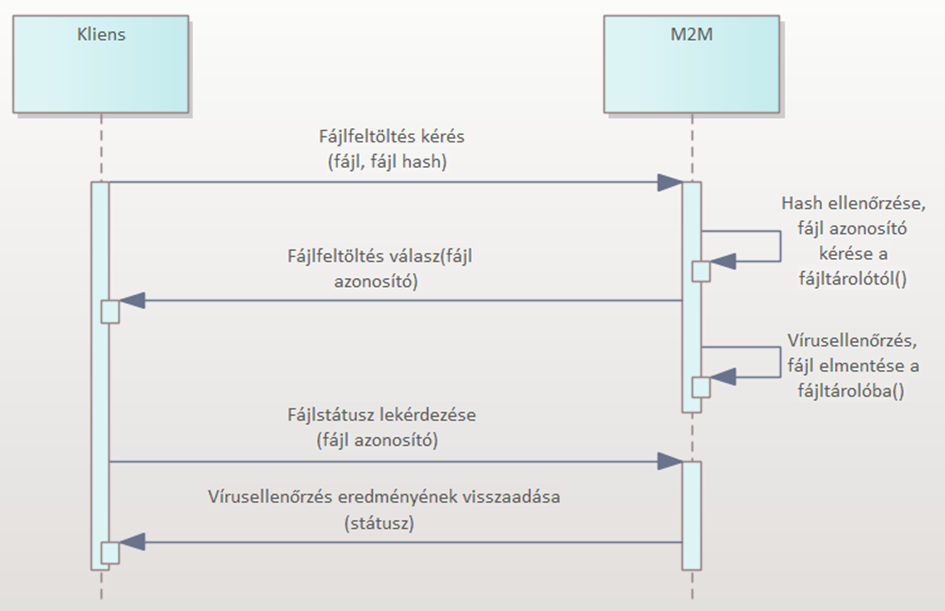 Kliens
M2M
Fájlfeltöltés kérés
(fájl, fájl hash)
Hash ellenőrzése,
fájl azonosító
kérése a
fájltárolótól()
Fájlfeltöltés válasz(fájl
azonosító)
Vírusellenőrzés,
fájl elmentése a
fájltárolóba()
Fájlstátusz lekérdezése
(fájl azonosító)
Vírusellenőrzés eredményének visszaadása
(státusz)